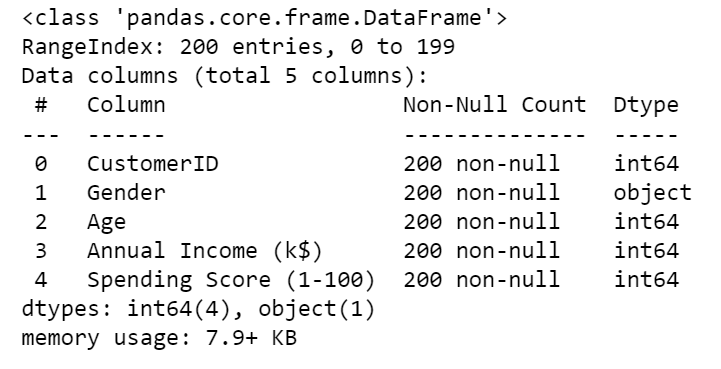 <class 'pandas.core.frame.DataFrame'>
RangeIndex: 200 entries, 0 to 199
Data columns (total 5 columns):
 #   Column                  Non-Null Count  Dtype
---  ------                  --------------  -----
 0   CustomerID              200 non-null    int64
 1   Gender                  200 non-null    object
 2   Age                     200 non-null    int64
 3   Annual Income (k$)      200 non-null    int64
 4   Spending Score (1-100)  200 non-null    int64
dtypes: int64(4), object(1)
memory usage: 7.9+ KB